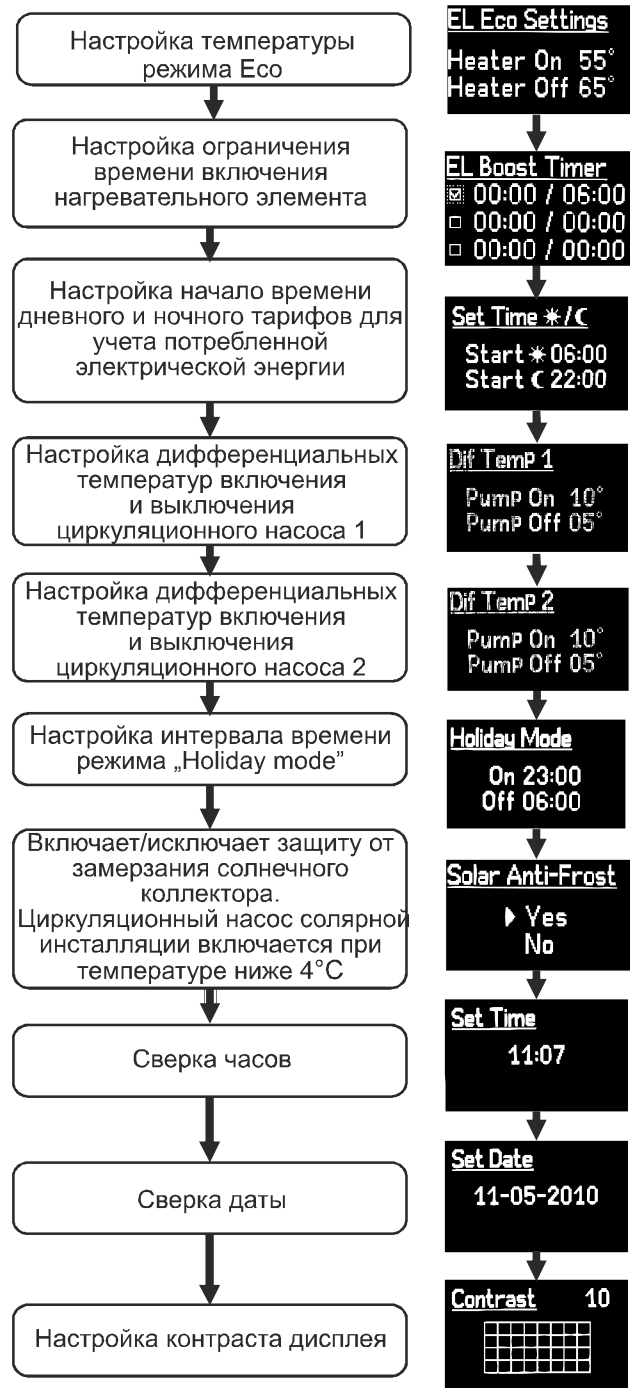 Настройка температуры
режима Eco
EL Eco Settings
Heater On 55°
Heater Off 65°
Настройка ограничения
времени включения
нагревательного элемента
EL Boost Timer
☑ 00:00 / 06:00
☐ 00:00 / 00:00
☐ 00:00 / 00:00
Настройка начало времени
дневного и ночного тарифов для
учета потребленной
электрической энергии
Set Time ☀/☾
Start ☀ 06:00
Start ☾ 22:00
Настройка дифференциальных
температур включения
и выключения
циркуляционного насоса 1
Dif Temp 1
Pump On 10°
Pump Off 05°
Настройка дифференциальных
температур включения
и выключения
циркуляционного насоса 2
Dif Temp 2
Pump On 10°
Pump Off 05°
Настройка интервала времени
режима „Holiday mode”
Holiday Mode
On 23:00
Off 06:00
Включает/исключает защиту от
замерзания солнечного
коллектора.
Циркуляционный насос солярной
инсталляции включается при
температуре ниже 4°C
Solar Anti-Frost
Yes
No
Сверка часов
Set Time
11:07
Сверка даты
Set Date
11-05-2010
Настройка контраста дисплея
Contrast 10